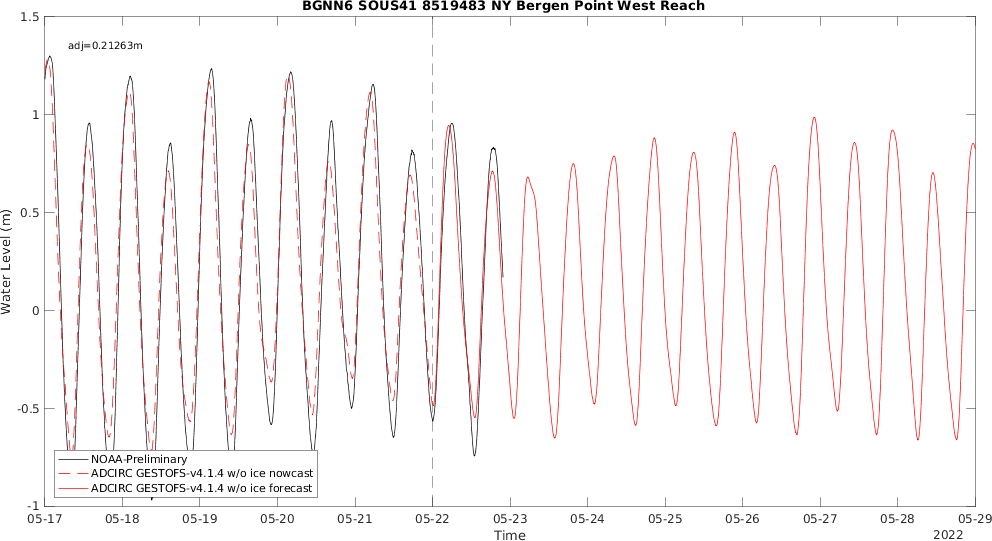 BGNN6 SOUS41 8519483 NY Bergen Point West Reach
adj=0.21263m
Water Level (m)
1.5
1
0.5
0
-0.5
-1
NOAA-Preliminary
ADCIRC GESTOFS-v4.1.4 w/o ice nowcast
ADCIRC GESTOFS-v4.1.4 w/o ice forecast
05-17 05-18 05-19 05-20 05-21 05-22 05-23 05-24 05-25 05-26 05-27 05-28 05-29
Time
2022